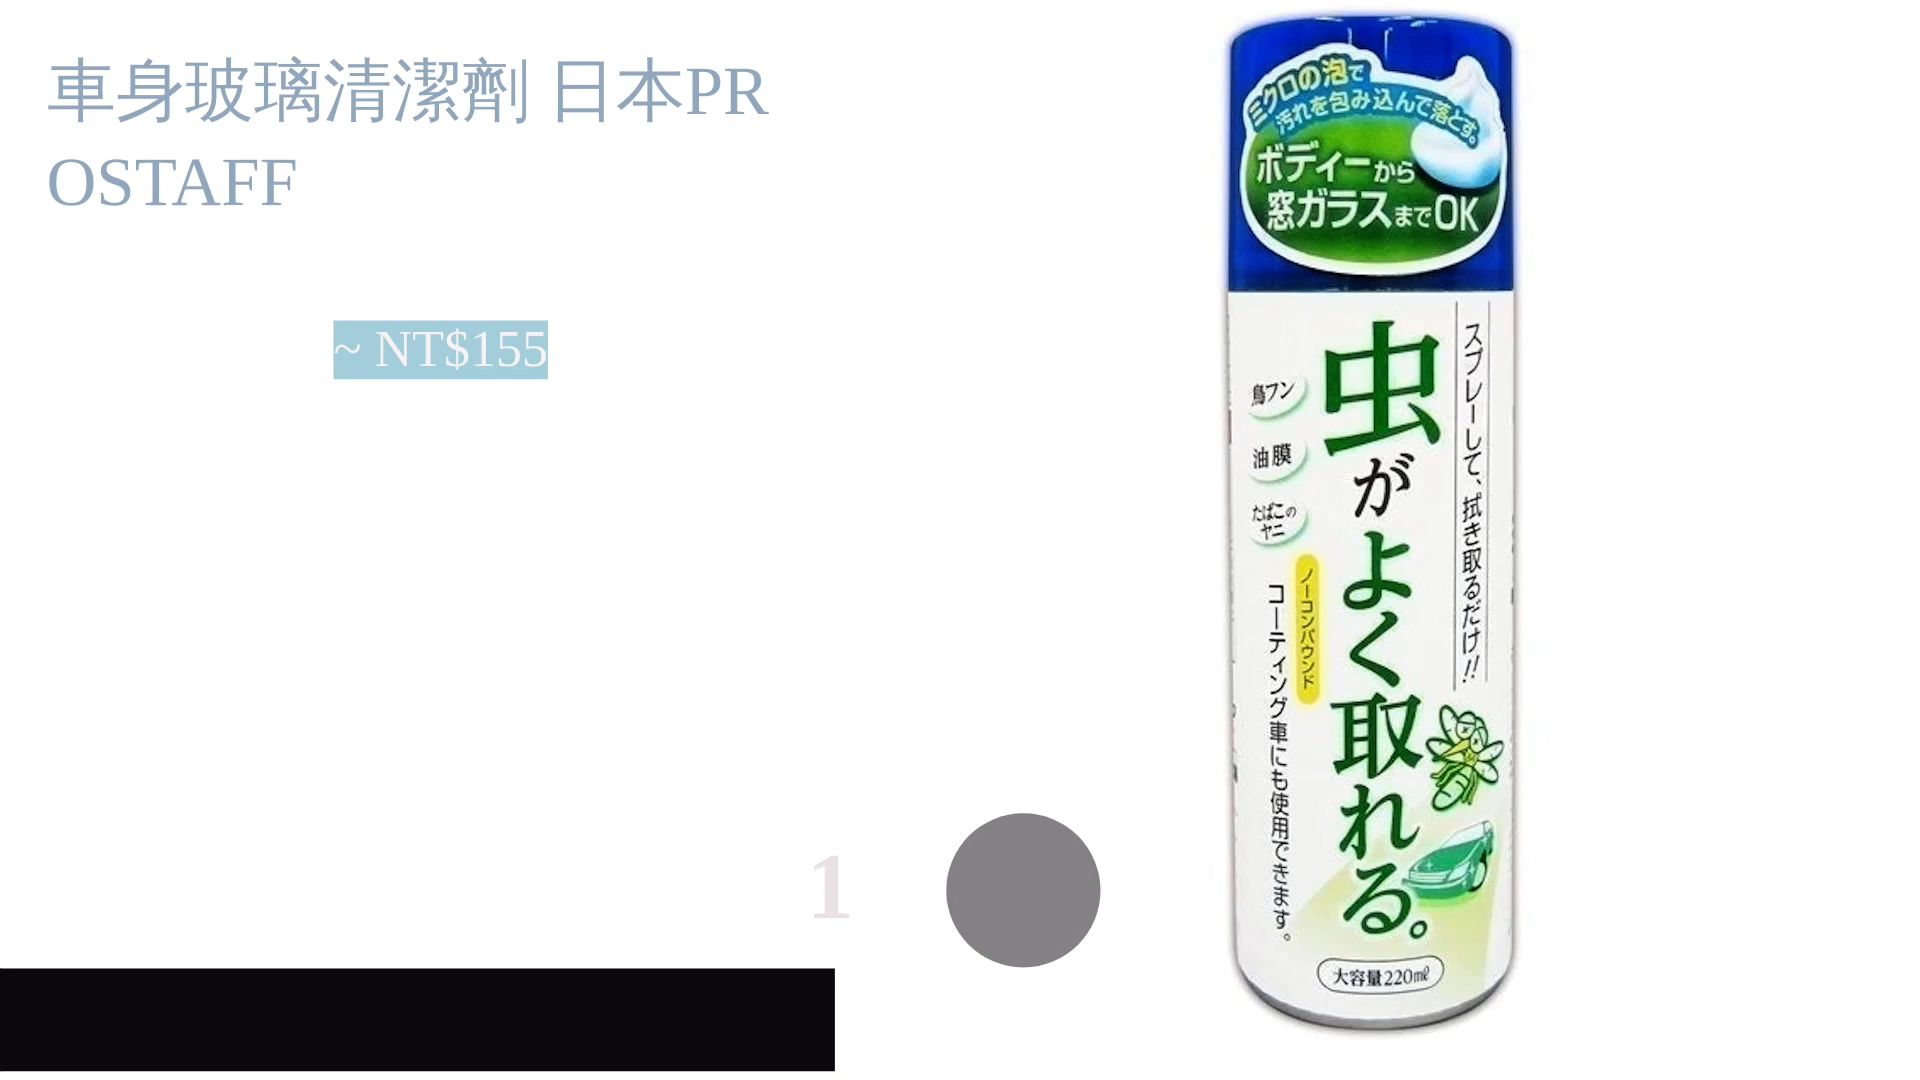 車身玻璃清潔劑 日本PR
OSTAFF
~ NT$155
1
ミクロの泡で
汚れを包み込んで落とす。
ボディーから
窓ガラスまでOK
スプレーして、拭き取るだけ!!
虫がよく取れる。
鳥フン
油膜
たばこの
ヤニ
ノーコンパウンド
コーティング車にも使用できます。
大容量220㎖